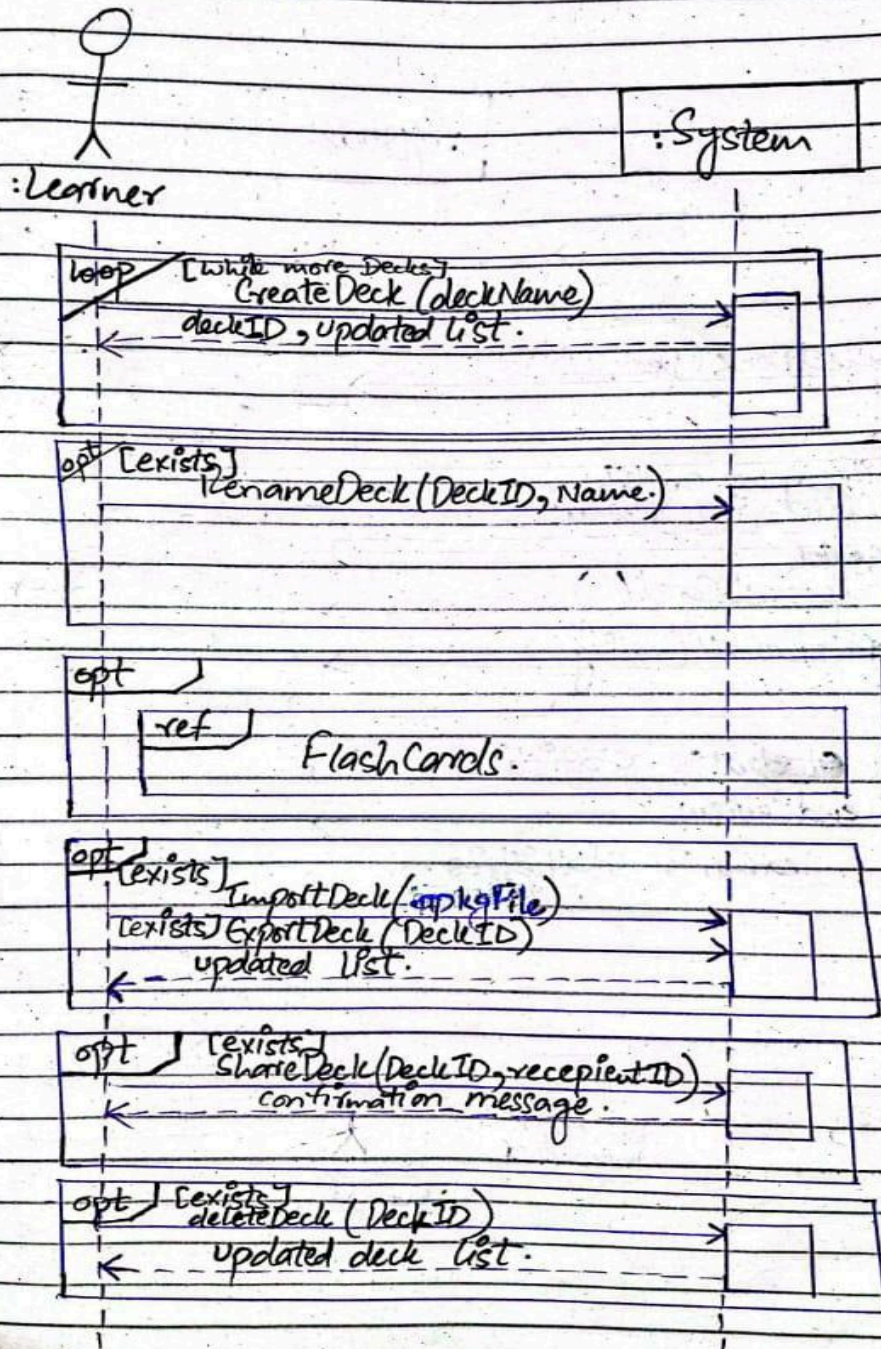 :Learner
:System
loop
[while more Decks]
CreateDeck (deckName)
deckID, updated list.
opt [exists]
RenameDeck (DeckID, Name.)
opt
ref
FlashCards.
opt
[exists]
ImportDeck (apkgFile)
[exists] ExportDeck (DeckID)
updated list.
opt [exists]
ShareDeck (DeckID, recepientID)
confirmation message.
opt [exists]
deleteDeck (DeckID)
updated deck list.